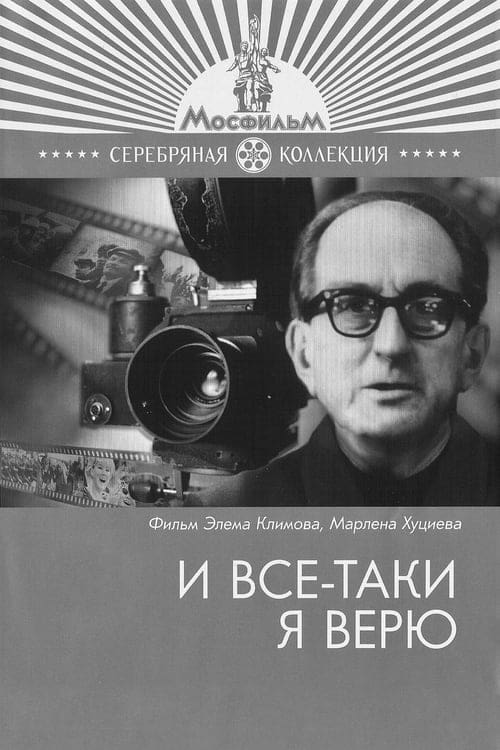 Мосфильм
СЕРЕБРЯНАЯ КОЛЛЕКЦИЯ
Фильм Элема Климова, Марлена Хуциева
И ВСЕ-ТАКИ
Я ВЕРЮ